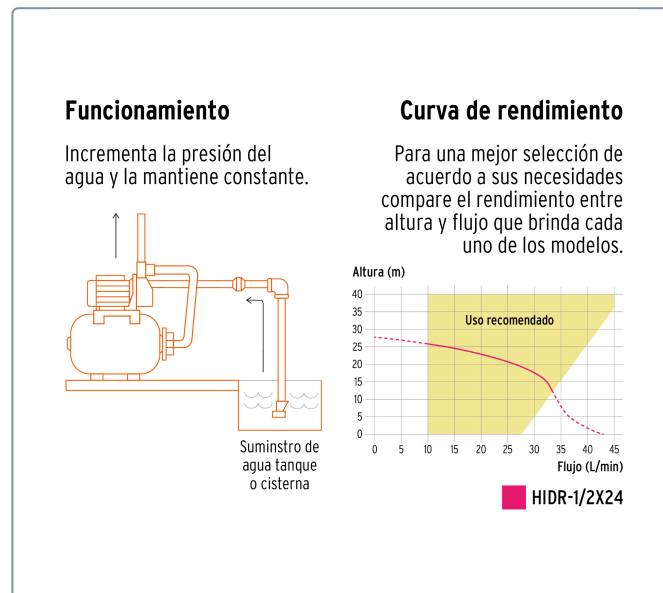 Funcionamiento
Incrementa la presión del
agua y la mantiene constante.
Suminstro de
agua tanque
o cisterna
Curva de rendimiento
Para una mejor selección de
acuerdo a sus necesidades
compare el rendimiento entre
altura y flujo que brinda cada
uno de los modelos.
Altura (m)
40
35
30
25
20
15
10
5
0
Uso recomendado
0 5 10 15 20 25 30 35 40 45
Flujo (L/min)
HIDR-1/2X24